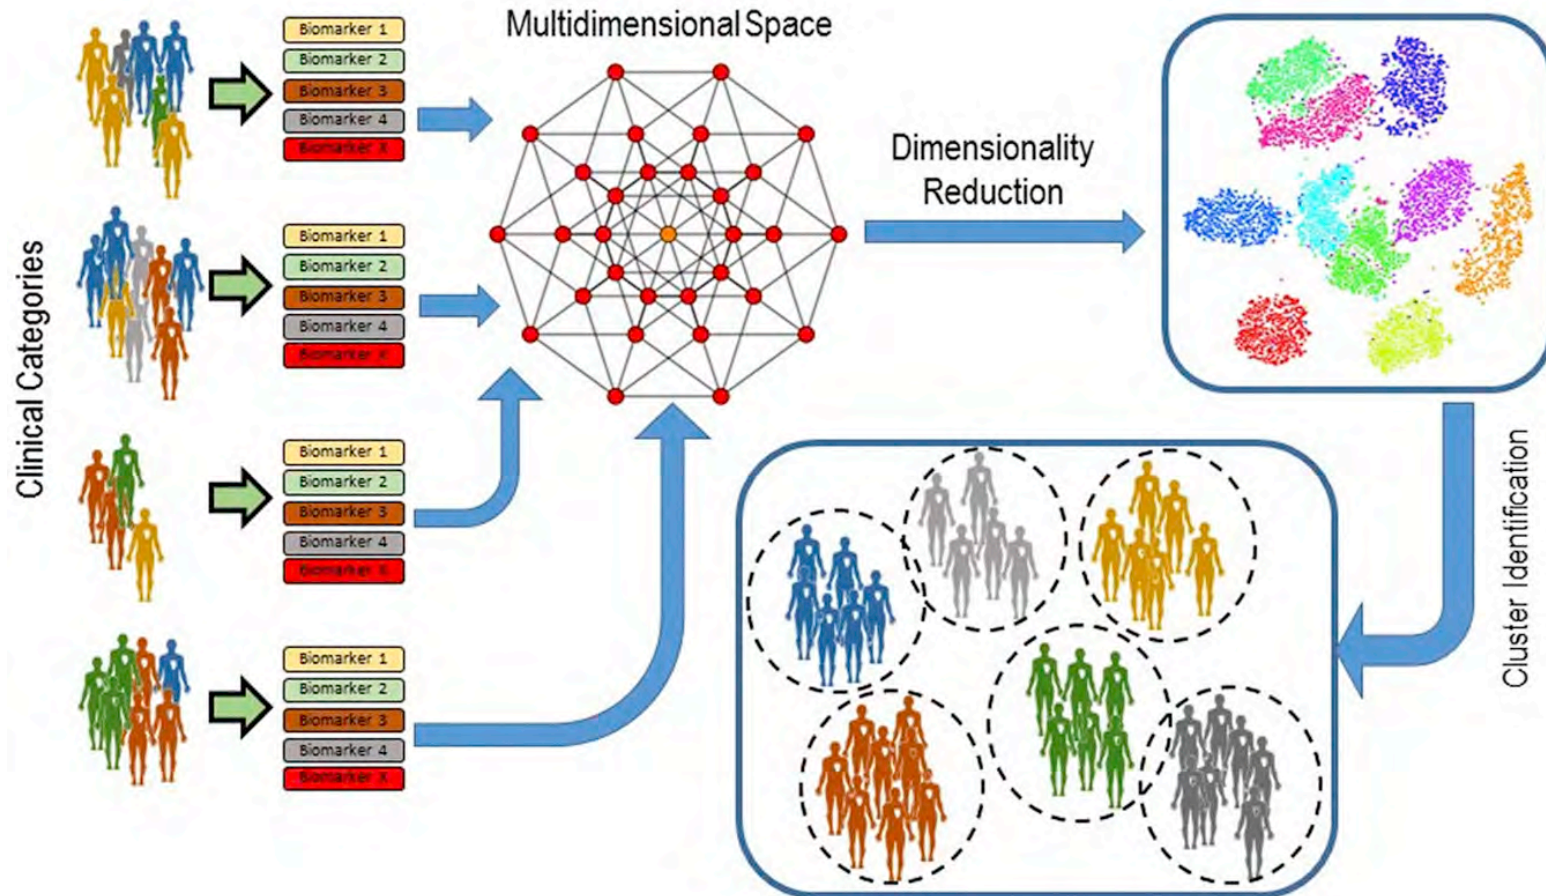 Multidimensional Space
Biomarker 1
Biomarker 2
Biomarker 3
Biomarker 4
Biomarker X
Dimensionality
Reduction
Clinical Categories
Biomarker 1
Biomarker 2
Biomarker 3
Biomarker 4
Biomarker X
Biomarker 1
Biomarker 2
Biomarker 3
Biomarker 4
Biomarker X
Cluster Identification
Biomarker 1
Biomarker 2
Biomarker 3
Biomarker 4
Biomarker X